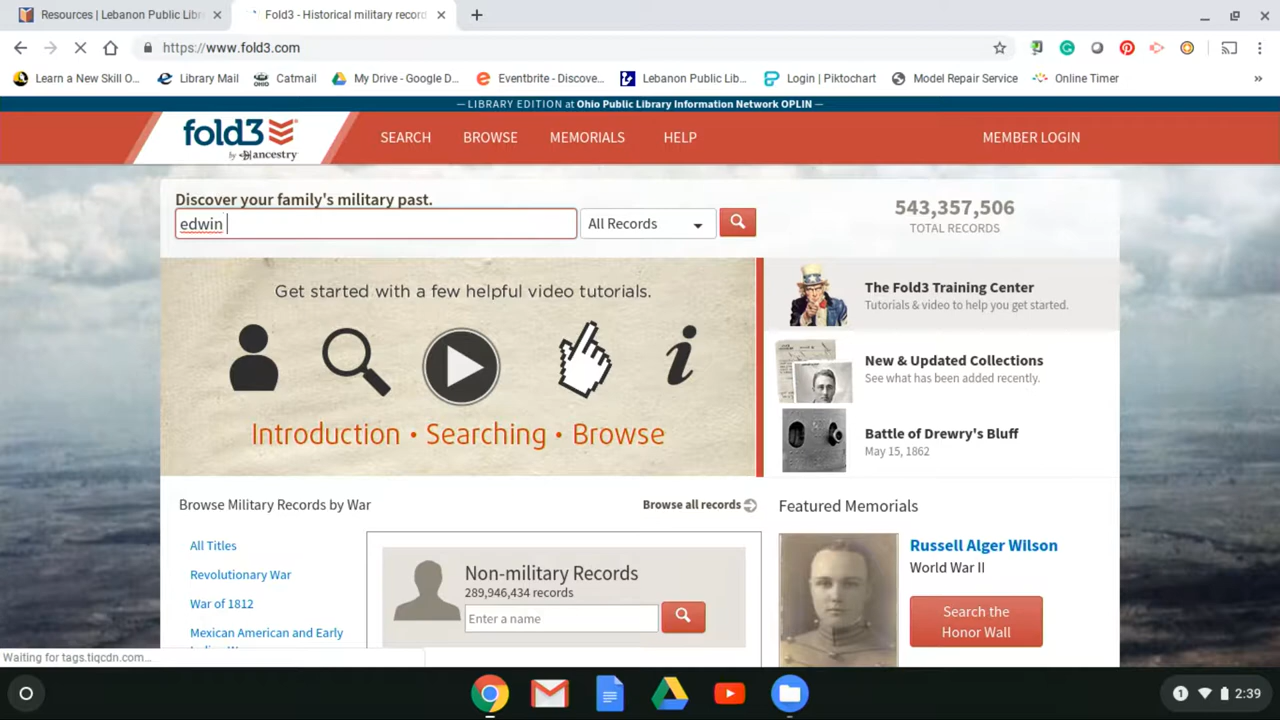 Resources | Lebanon Public Libr
Fold3 - Historical military record
https://www.fold3.com
Learn a New Skill O...
Library Mail
Catmail
My Drive - Google D...
Eventbrite - Discove...
Lebanon Public Lib...
Login | Piktochart
Model Repair Service
Online Timer
»
— LIBRARY EDITION at Ohio Public Library Information Network OPLIN —
fold3
by ancestry
SEARCH
BROWSE
MEMORIALS
HELP
MEMBER LOGIN
Discover your family's military past.
edwin
All Records
543,357,506
TOTAL RECORDS
Get started with a few helpful video tutorials.
i
Introduction • Searching • Browse
The Fold3 Training Center
Tutorials & video to help you get started.
New & Updated Collections
See what has been added recently.
Battle of Drewry's Bluff
May 15, 1862
Browse Military Records by War
Browse all records
All Titles
Revolutionary War
War of 1812
Mexican American and Early
Non-military Records
289,946,434 records
Enter a name
Featured Memorials
Russell Alger Wilson
World War II
Search the
Honor Wall
Waiting for tags.tiqcdn.com...
1
2:39